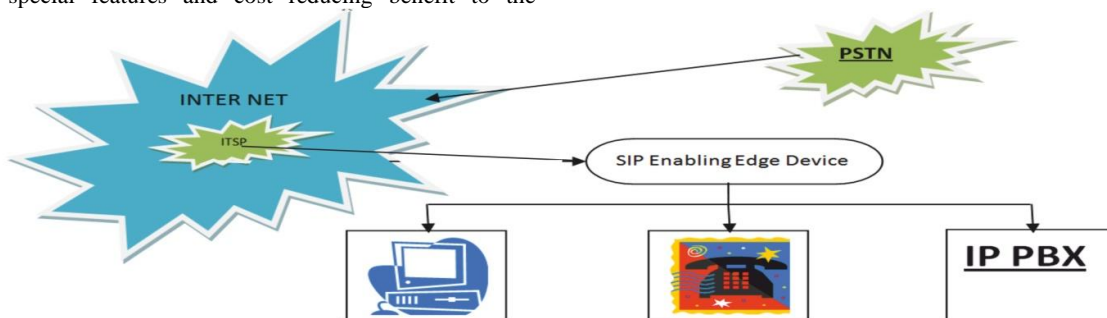 special features and cost reducing benefit to the
PSTN
INTER NET
ITSP
SIP Enabling Edge Device
IP PBX